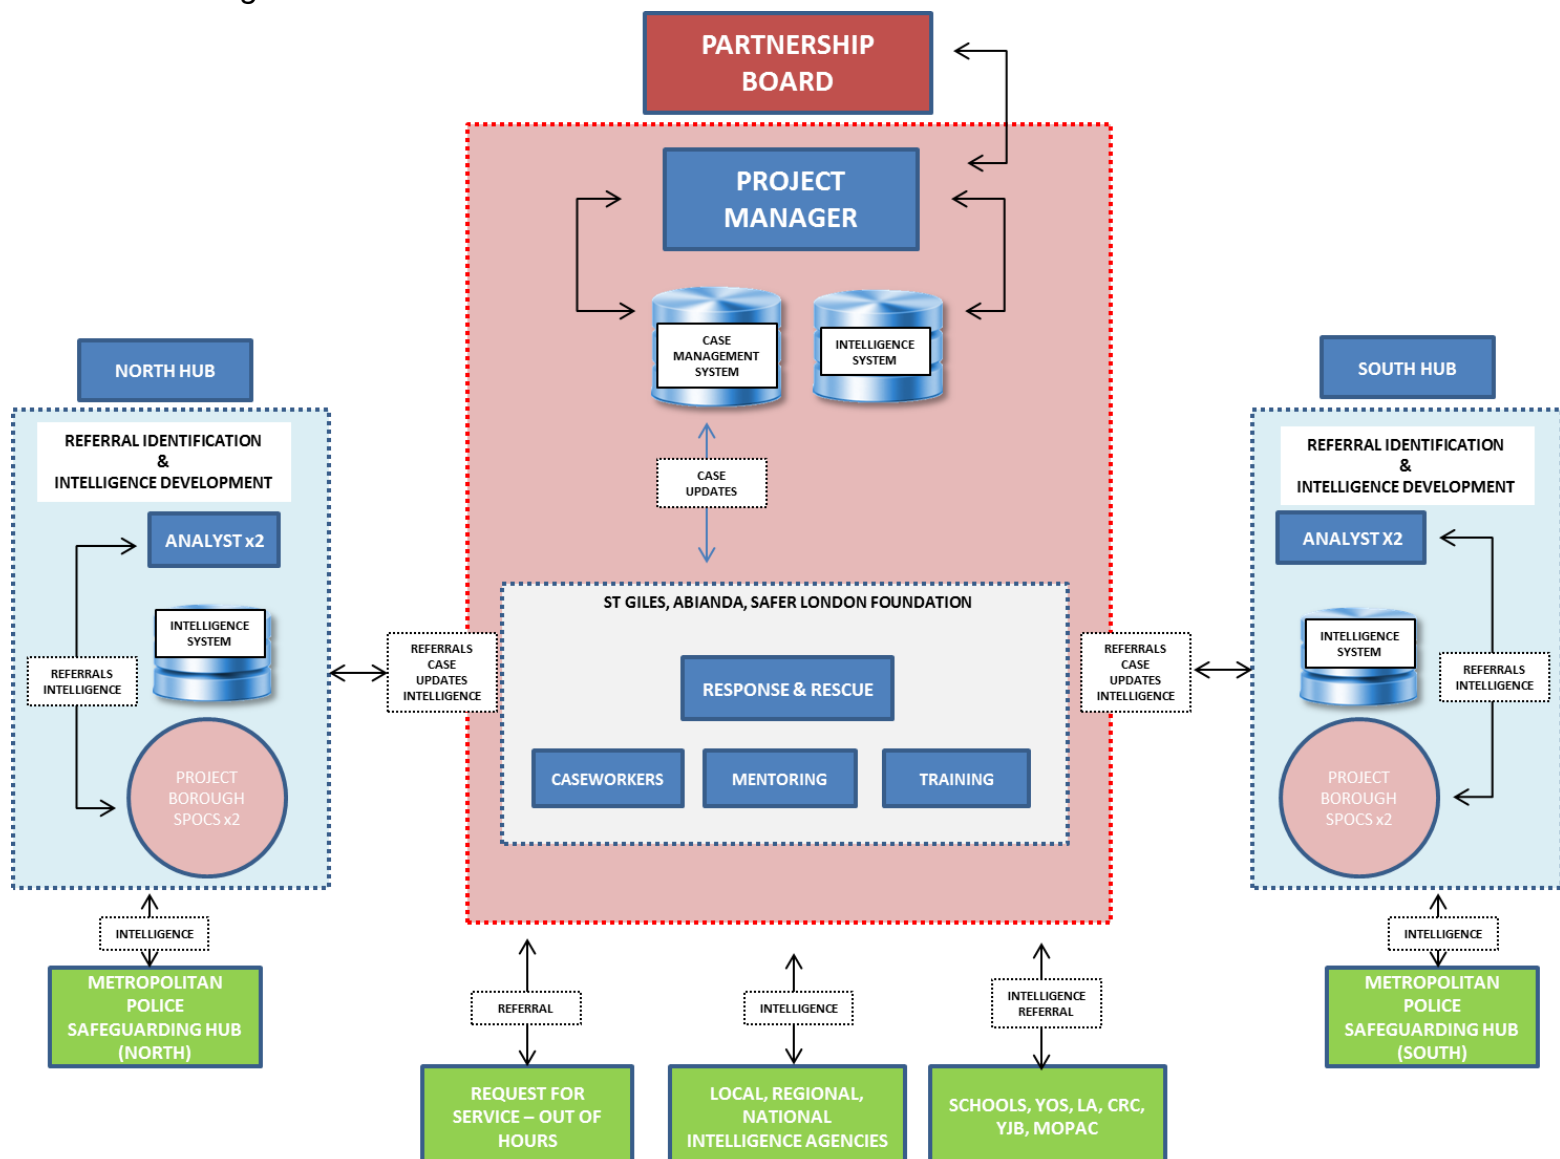 PARTNERSHIP
BOARD
PROJECT
MANAGER
CASE
MANAGEMENT
SYSTEM
INTELLIGENCE
SYSTEM
CASE
UPDATES
NORTH HUB
REFERRAL IDENTIFICATION
&
INTELLIGENCE DEVELOPMENT
ANALYST x2
INTELLIGENCE
SYSTEM
REFERRALS
INTELLIGENCE
PROJECT
BOROUGH
SPOCS x2
REFERRALS
CASE
UPDATES
INTELLIGENCE
ST GILES, ABIANDA, SAFER LONDON FOUNDATION
RESPONSE & RESCUE
CASEWORKERS
MENTORING
TRAINING
REFERRALS
CASE
UPDATES
INTELLIGENCE
SOUTH HUB
REFERRAL IDENTIFICATION
&
INTELLIGENCE DEVELOPMENT
ANALYST X2
INTELLIGENCE
SYSTEM
REFERRALS
INTELLIGENCE
PROJECT
BOROUGH
SPOCS x2
INTELLIGENCE
METROPOLITAN
POLICE
SAFEGUARDING HUB
(NORTH)
REFERRAL
REQUEST FOR
SERVICE – OUT OF
HOURS
INTELLIGENCE
LOCAL, REGIONAL,
NATIONAL
INTELLIGENCE AGENCIES
INTELLIGENCE
REFERRAL
SCHOOLS, YOS, LA, CRC,
YJB, MOPAC
INTELLIGENCE
METROPOLITAN
POLICE
SAFEGUARDING HUB
(SOUTH)